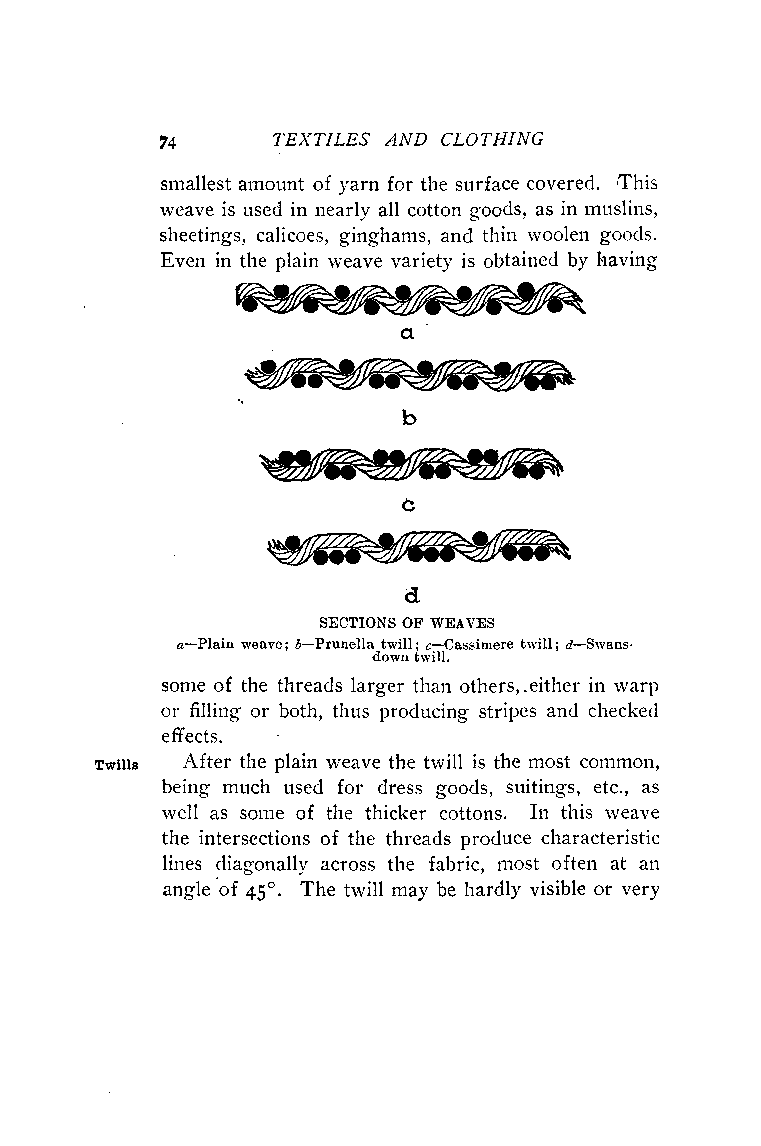 74 TEXTILES AND CLOTHING
smallest amount of yarn for the surface covered. This
weave is used in nearly all cotton goods, as in muslins,
sheetings, calicoes, ginghams, and thin woolen goods.
Even in the plain weave variety is obtained by having
a
b
c
d
SECTIONS OF WEAVES
a—Plain weave; b—Prunella twill; c—Cassimere twill; d—Swans-
down twill.
some of the threads larger than others, either in warp
or filling or both, thus producing stripes and checked
effects.
Twills After the plain weave the twill is the most common,
being much used for dress goods, suitings, etc., as
well as some of the thicker cottons. In this weave
the intersections of the threads produce characteristic
lines diagonally across the fabric, most often at an
angle of 45°. The twill may be hardly visible or very